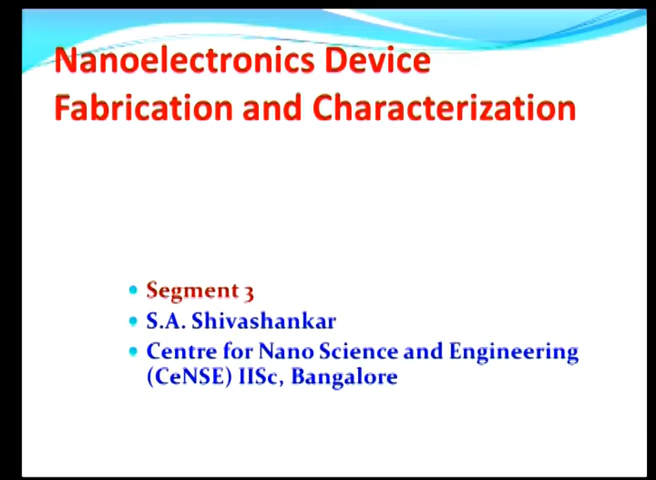 Nanoelectronics Device
Fabrication and Characterization
• Segment 3
• S.A. Shivashankar
• Centre for Nano Science and Engineering
(CeNSE) IISc, Bangalore